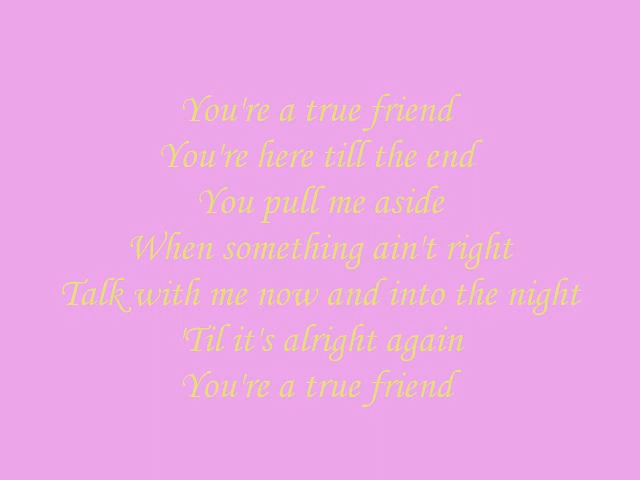 You're a true friend
You're here till the end
You pull me aside
When something ain't right
Talk with me now and into the night
'Til it's alright again
You're a true friend